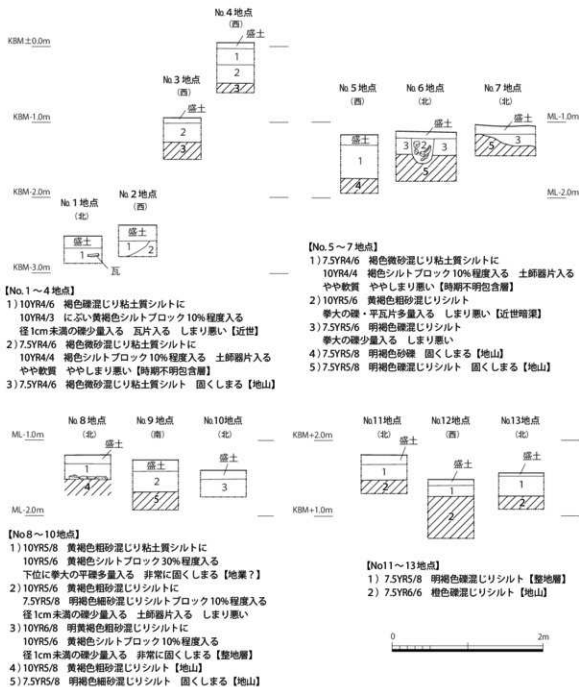 No.4地点
(西)
KBM±0.0m
盛土
1
2
3
No.3地点
(西)
盛土
KBM-1.0m
2
3
No.5地点
(西)
No.6地点
(北)
No.7地点
(北)
盛土
ML-1.0m
盛土
1
4
3
2
3
5
5
3
KBM-2.0m
ML-2.0m
No.1地点
(北)
No.2地点
(西)
盛土
1
盛土
1
2
瓦
KBM-3.0m
【No.1～4地点】
1)10YR4/6 褐色礫混じり粘土質シルトに
10YR4/3 にぶい黄褐色シルトブロック10%程度入る
径1cm未満の礫少量入る 瓦片入る しまり悪い【近世】
2)7.5YR4/6 褐色微砂混じり粘土質シルトに
10YR4/4 褐色シルトブロック10%程度入る 土師器片入る
やや軟質 ややしまり悪い【時期不明包含層】
3)7.5YR4/6 褐色微砂混じり粘土質シルト 固くしまる【地山】
【No.5～7地点】
1)7.5YR4/6 褐色微砂混じり粘土質シルトに
10YR4/4 褐色シルトブロック10%程度入る 土師器片入る
やや軟質 ややしまり悪い【時期不明包含層】
2)10YR5/6 黄褐色粗砂混じりシルト
拳大の礫・平瓦片多量入る しまり悪い【近世暗渠】
3)7.5YR5/6 明褐色礫混じりシルト
拳大の礫少量入る しまり悪い
4)7.5YR5/8 明褐色砂礫 固くしまる【地山】
5)7.5YR5/8 明褐色礫混じりシルト 固くしまる【地山】
No.8地点
(北)
No.9地点
(南)
No.10地点
(北)
ML-1.0m
盛土
1
4
盛土
2
5
盛土
3
ML-2.0m
【No8～10地点】
1)10YR5/8 黄褐色粗砂混じり粘土質シルトに
10YR5/6 黄褐色シルトブロック30%程度入る
下位に拳大の平礫多量入る 非常に固くしまる【地業？】
2)10YR5/6 黄褐色粗砂混じりシルトに
7.5YR5/8 明褐色細砂混じりシルトブロック10%程度入る
径1cm未満の礫少量入る 土師器片入る しまり悪い
3)10YR6/8 明黄褐色粗砂混じりシルトに
10YR5/6 黄褐色シルトブロック10%程度入る
径1cm未満の礫少量入る 非常に固くしまる【整地層】
4)10YR5/8 黄褐色粗砂混じりシルト【地山】
5)7.5YR5/8 明褐色細砂混じりシルト 固くしまる【地山】
KBM+2.0m
No.11地点
(北)
No.12地点
(西)
No.13地点
(北)
盛土
1
2
盛土
1
2
盛土
1
2
KBM+1.0m
【No11～13地点】
1) 7.5YR5/8 明褐色礫混じりシルト【整地層】
2) 7.5YR6/6 橙色礫混じりシルト【地山】
0
2m